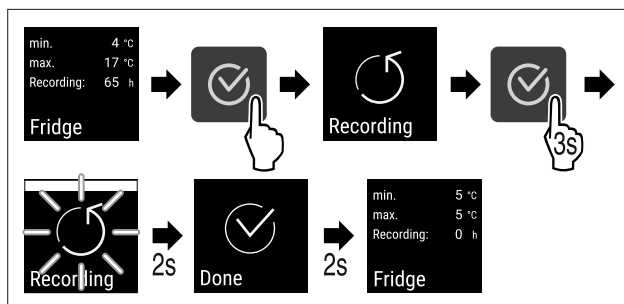 min. 4 °C
max. 17 °C
Recording: 65 h
Fridge
Recording
3s
Recording
2s
Done
2s
min. 5 °C
max. 5 °C
Recording: 0 h
Fridge